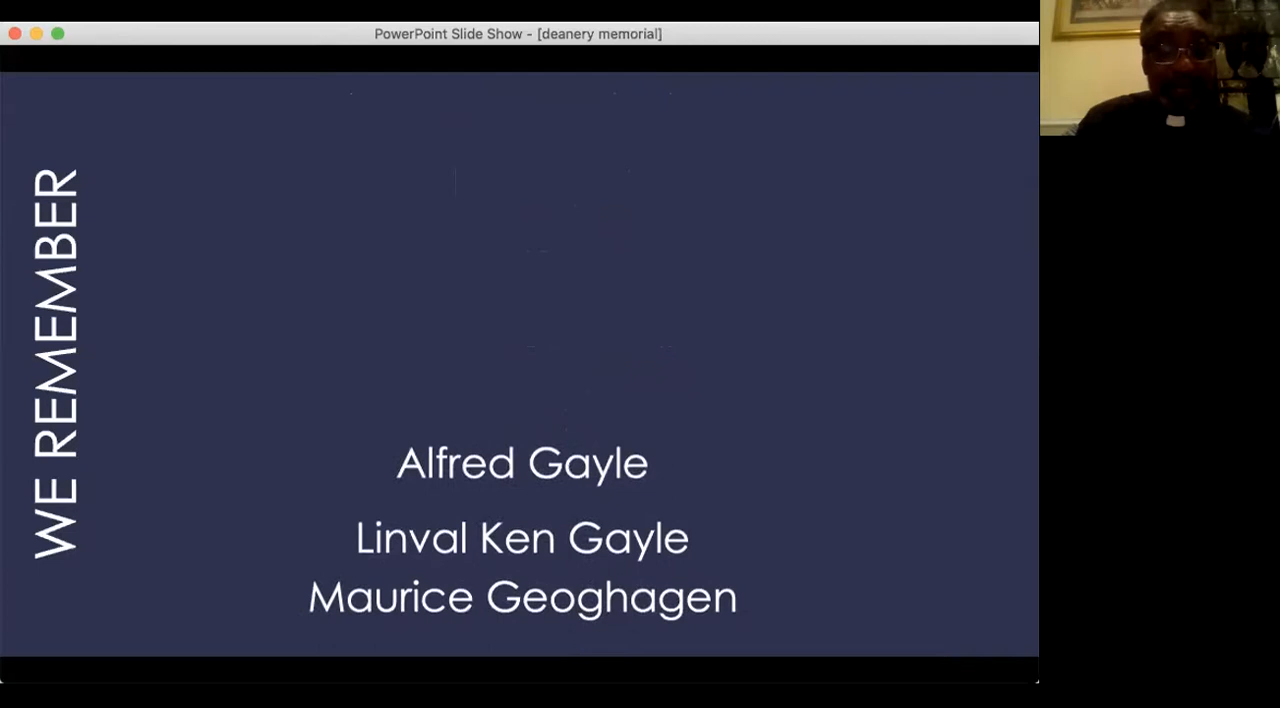 PowerPoint Slide Show - [deanery memorial]
WE REMEMBER
Alfred Gayle
Linval Ken Gayle
Maurice Geoghagen